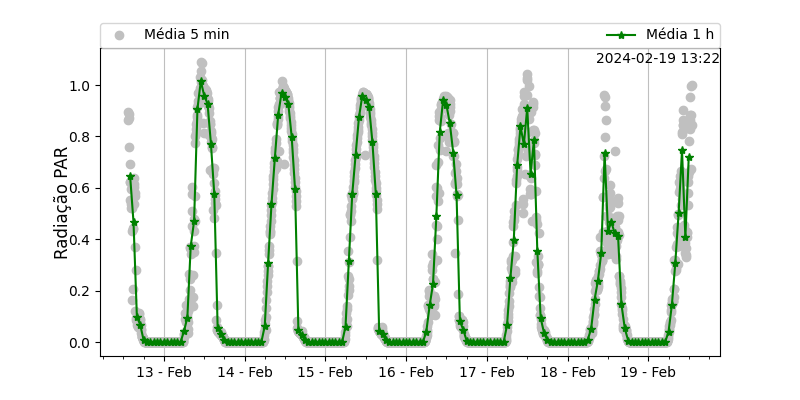 Média 5 min
Média 1 h
2024-02-19 13:22
1.0
0.8
0.6
0.4
0.2
0.0
Radiação PAR
13 - Feb
14 - Feb
15 - Feb
16 - Feb
17 - Feb
18 - Feb
19 - Feb